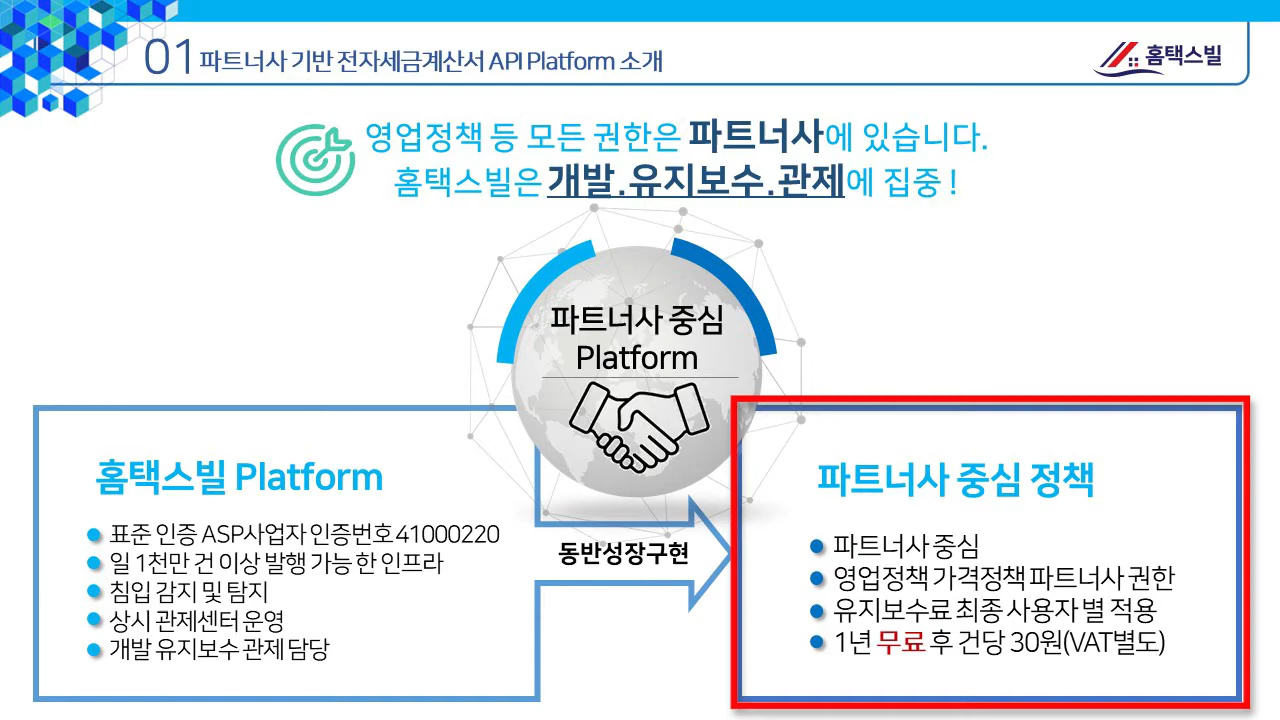 01 파트너사 기반 전자세금계산서 API Platform 소개
홈택스빌
영업정책 등 모든 권한은 파트너사에 있습니다.
홈택스빌은 개발.유지보수.관제에 집중 !
파트너사 중심
Platform
홈택스빌 Platform
표준 인증 ASP사업자 인증번호 41000220
일 1천만 건 이상 발행 가능 한 인프라
침입 감지 및 탐지
상시 관제센터 운영
개발 유지보수 관제 담당
동반성장구현
파트너사 중심 정책
파트너사 중심
영업정책 가격정책 파트너사 권한
유지보수료 최종 사용자 별 적용
1년 무료 후 건당 30원(VAT별도)